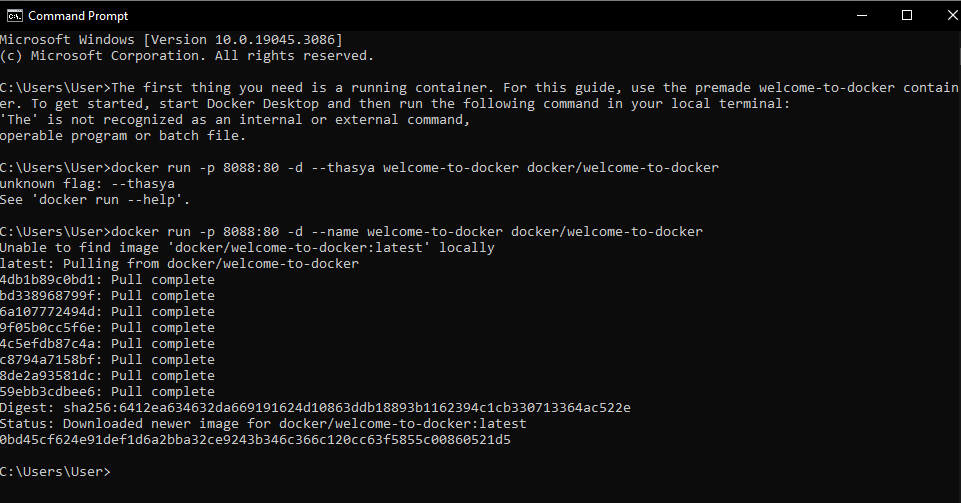 Command Prompt
Microsoft Windows [Version 10.0.19045.3086]
(c) Microsoft Corporation. All rights reserved.
C:\Users\User>The first thing you need is a running container. For this guide, use the premade welcome-to-docker contain
er. To get started, start Docker Desktop and then run the following command in your local terminal:
'The' is not recognized as an internal or external command,
operable program or batch file.
C:\Users\User>docker run -p 8088:80 -d --thasya welcome-to-docker docker/welcome-to-docker
unknown flag: --thasya
See 'docker run --help'.
C:\Users\User>docker run -p 8088:80 -d --name welcome-to-docker docker/welcome-to-docker
Unable to find image 'docker/welcome-to-docker:latest' locally
latest: Pulling from docker/welcome-to-docker
4db1b89c0bd1: Pull complete
bd338968799f: Pull complete
6a107772494d: Pull complete
9f05b0cc5f6e: Pull complete
4c5efdb87c4a: Pull complete
c8794a7158bf: Pull complete
8de2a93581dc: Pull complete
59ebb3cdbee6: Pull complete
Digest: sha256:6412ea634632da669191624d10863ddb18893b1162394c1cb330713364ac522e
Status: Downloaded newer image for docker/welcome-to-docker:latest
0bd45cf624e91def1d6a2bba32ce9243b346c366c120cc63f5855c00860521d5
C:\Users\User>